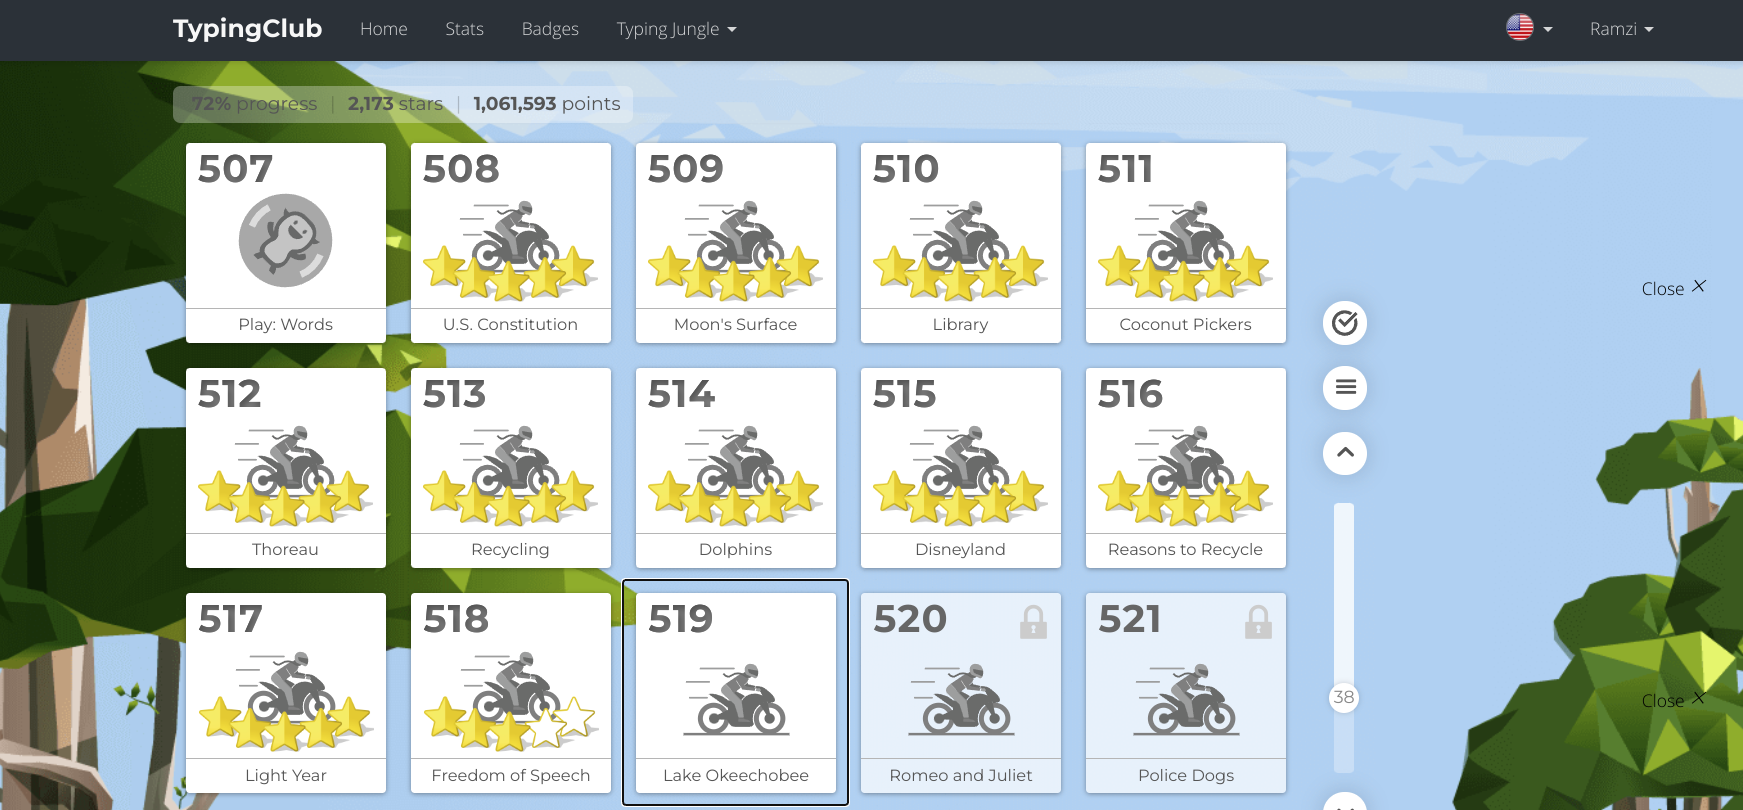 TypingClub Home Stats Badges Typing Jungle Ramzi
72% progress | 2,173 stars | 1,061,593 points
507 508 509 510 511
Play: Words U.S. Constitution Moon's Surface Library Coconut Pickers
Close
512 513 514 515 516
Thoreau Recycling Dolphins Disneyland Reasons to Recycle
517 518 519 520 521
38
Close
Light Year Freedom of Speech Lake Okeechobee Romeo and Juliet Police Dogs